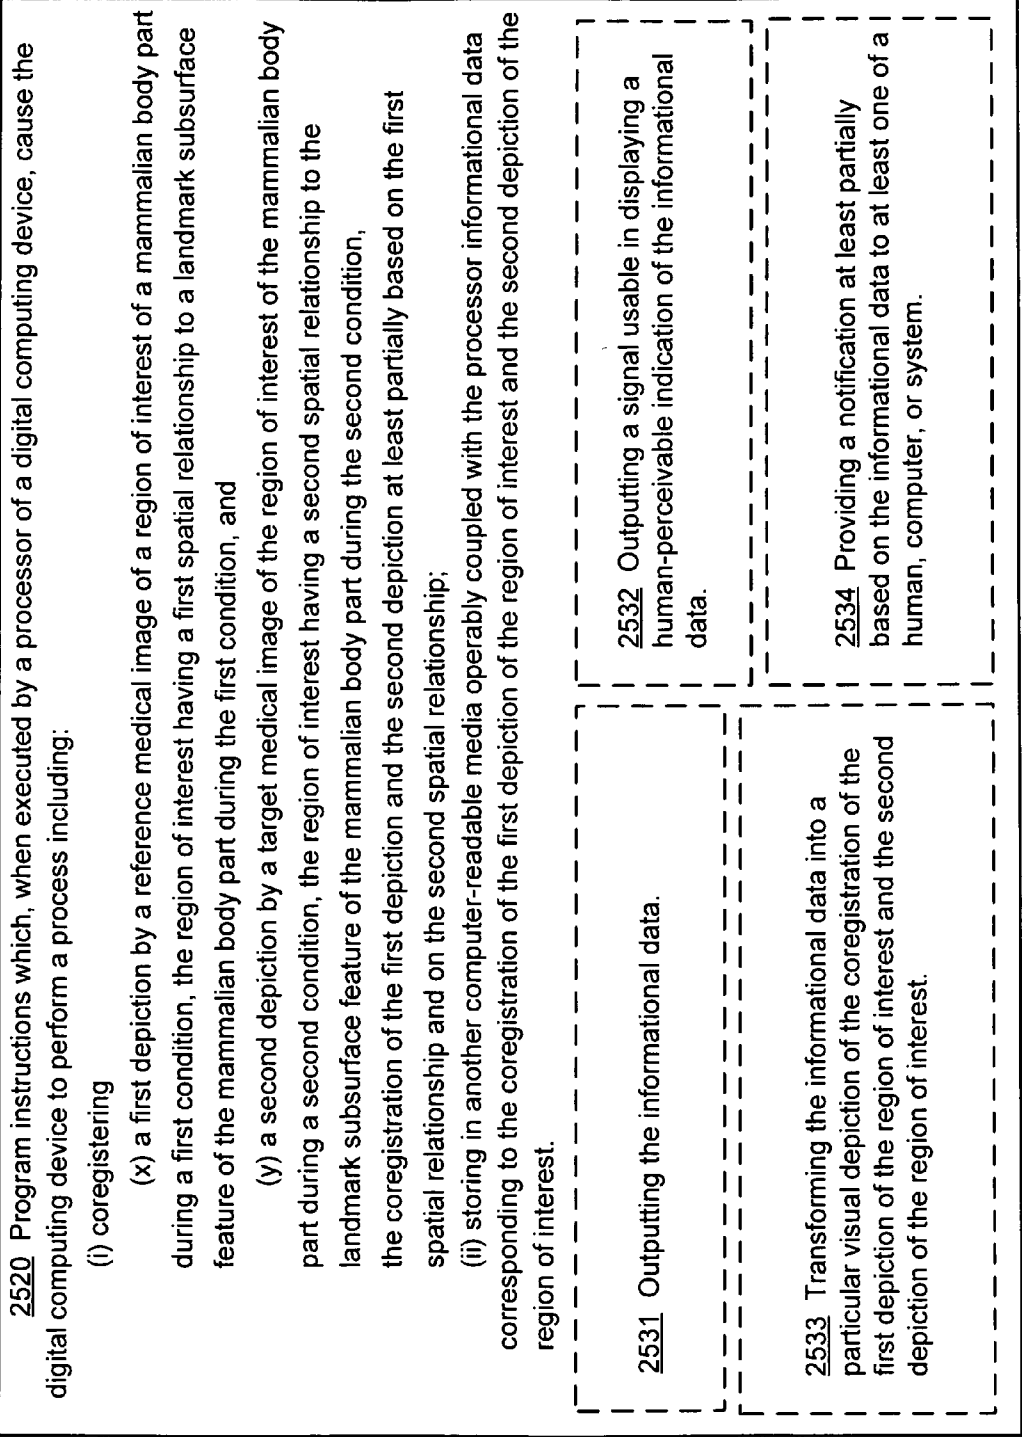 2520 Program instructions which, when executed by a processor of a digital computing device, cause the
digital computing device to perform a process including:
(i) coregistering
(x) a first depiction by a reference medical image of a region of interest of a mammalian body part
during a first condition, the region of interest having a first spatial relationship to a landmark subsurface
feature of the mammalian body part during the first condition, and
(y) a second depiction by a target medical image of the region of interest of the mammalian body
part during a second condition, the region of interest having a second spatial relationship to the
landmark subsurface feature of the mammalian body part during the second condition,
the coregistration of the first depiction and the second depiction at least partially based on the first
spatial relationship and on the second spatial relationship;
(ii) storing in another computer-readable media operably coupled with the processor informational data
corresponding to the coregistration of the first depiction of the region of interest and the second depiction of the
region of interest.
2531 Outputting the informational data.
2532 Outputting a signal usable in displaying a
human-perceivable indication of the informational
data.
2533 Transforming the informational data into a
particular visual depiction of the coregistration of the
first depiction of the region of interest and the second
depiction of the region of interest.
2534 Providing a notification at least partially
based on the informational data to at least one of a
human, computer, or system.